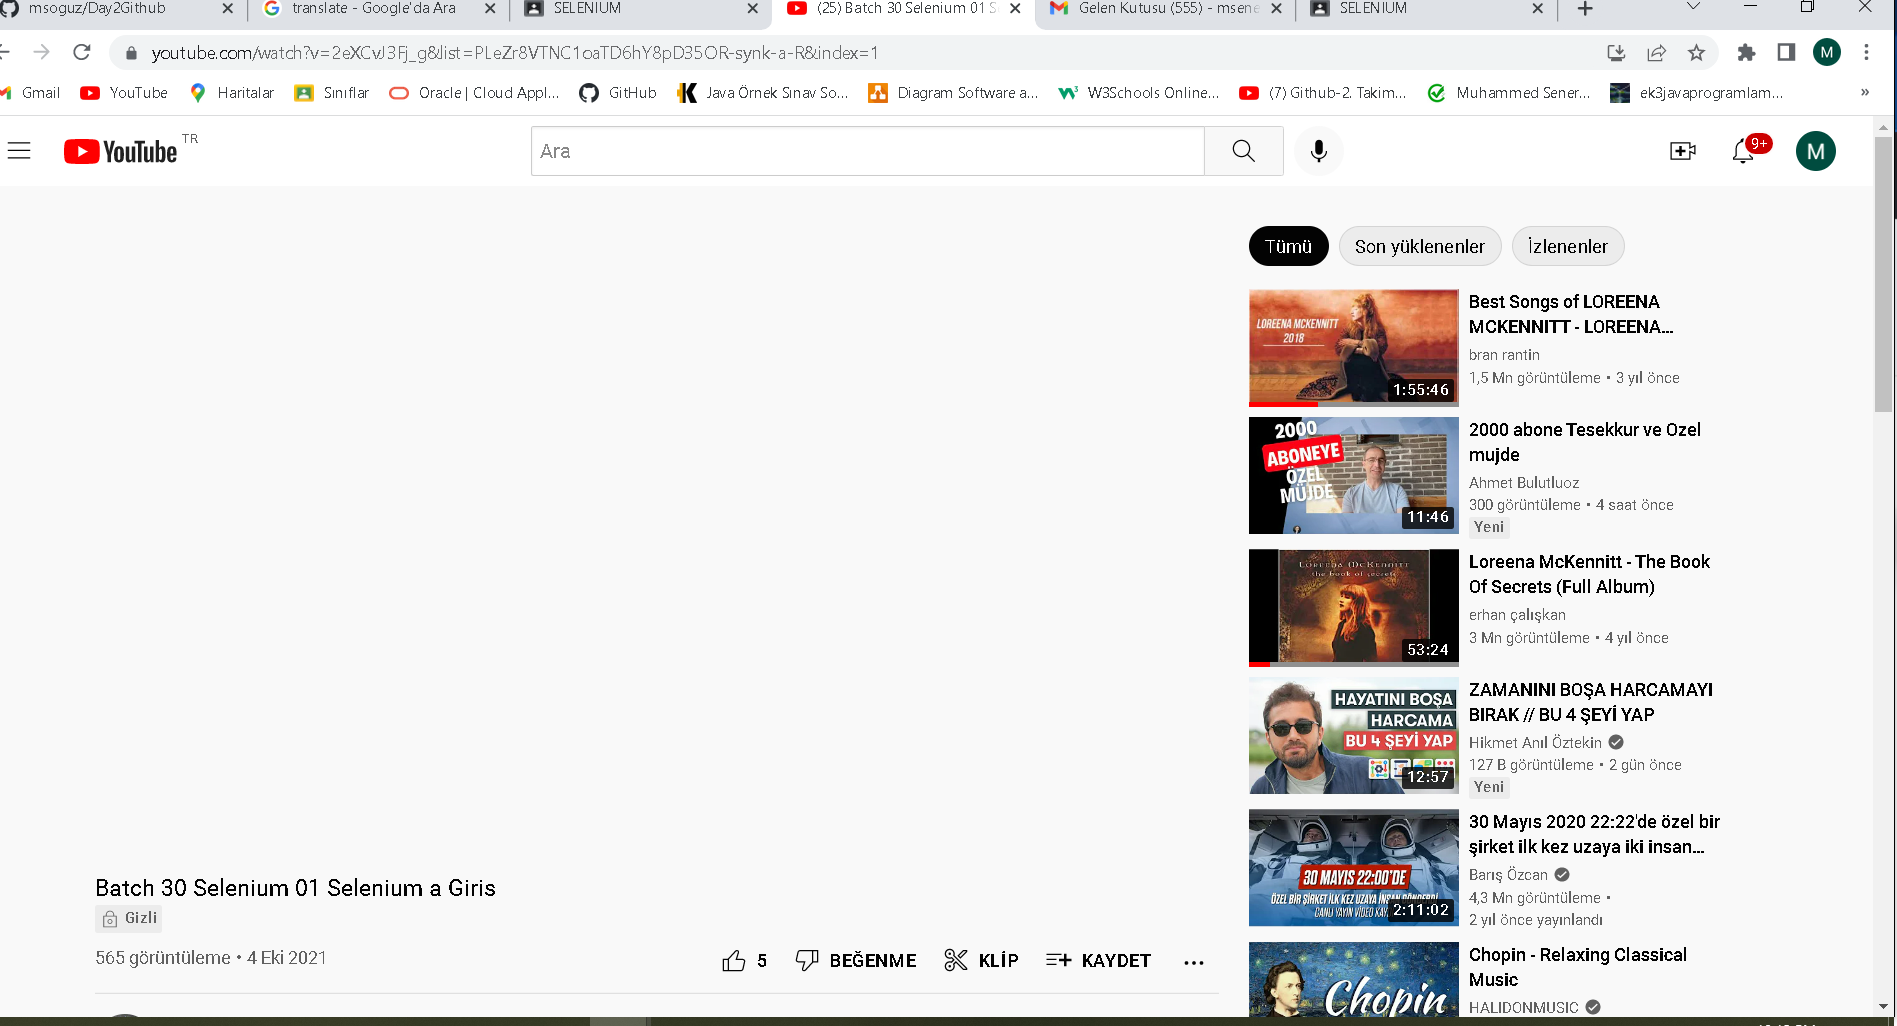 msoguz/Day2Github
translate - Google'da Ara
SELENIUM
(25) Batch 30 Selenium 01 S
Gelen Kutusu (555) - msene
SELENIUM
youtube.com/watch?v=2eXCvJ3Fj_g&list=PLeZr8VTNC1oaTD6hY8pD35OR-synk-a-R&index=1
M
Gmail
YouTube
Haritalar
Sınıflar
Oracle | Cloud Appl...
GitHub
Java Örnek Sınav So...
Diagram Software a...
W3Schools Online...
(7) Github-2. Takim...
Muhammed Sener...
ek3javaprogramlam...
»
YouTube TR
Ara
9+
M
Tümü
Son yüklenenler
İzlenenler
LOREENA MCKENNITT
2018
1:55:46
Best Songs of LOREENA
MCKENNITT - LOREENA...
bran rantin
1,5 Mn görüntüleme • 3 yıl önce
2000
ABONEYE
ÖZEL
MÜJDE
11:46
2000 abone Tesekkur ve Ozel
mujde
Ahmet Bulutluoz
300 görüntüleme • 4 saat önce
Yeni
LOREENA MCKENNITT
the book of secrets
53:24
Loreena McKennitt - The Book
Of Secrets (Full Album)
erhan çalışkan
3 Mn görüntüleme • 4 yıl önce
HAYATINI BOŞA
HARCAMA
BU 4 ŞEYİ YAP
12:57
ZAMANINI BOŞA HARCAMAYI
BIRAK // BU 4 ŞEYİ YAP
Hikmet Anıl Öztekin
127 B görüntüleme • 2 gün önce
Yeni
30 MAYIS 22:00'DE
ÖZEL BİR ŞİRKET İLK KEZ UZAYA İNSAN
CANLI YAYIN VİDEO
2:11:02
30 Mayıs 2020 22:22'de özel bir
şirket ilk kez uzaya iki insan...
Barış Özcan
4,3 Mn görüntüleme •
2 yıl önce yayınlandı
Chopin
Chopin - Relaxing Classical
Music
HALIDONMUSIC
Batch 30 Selenium 01 Selenium a Giris
Gizli
565 görüntüleme • 4 Eki 2021
5
BEĞENME
KLİP
KAYDET